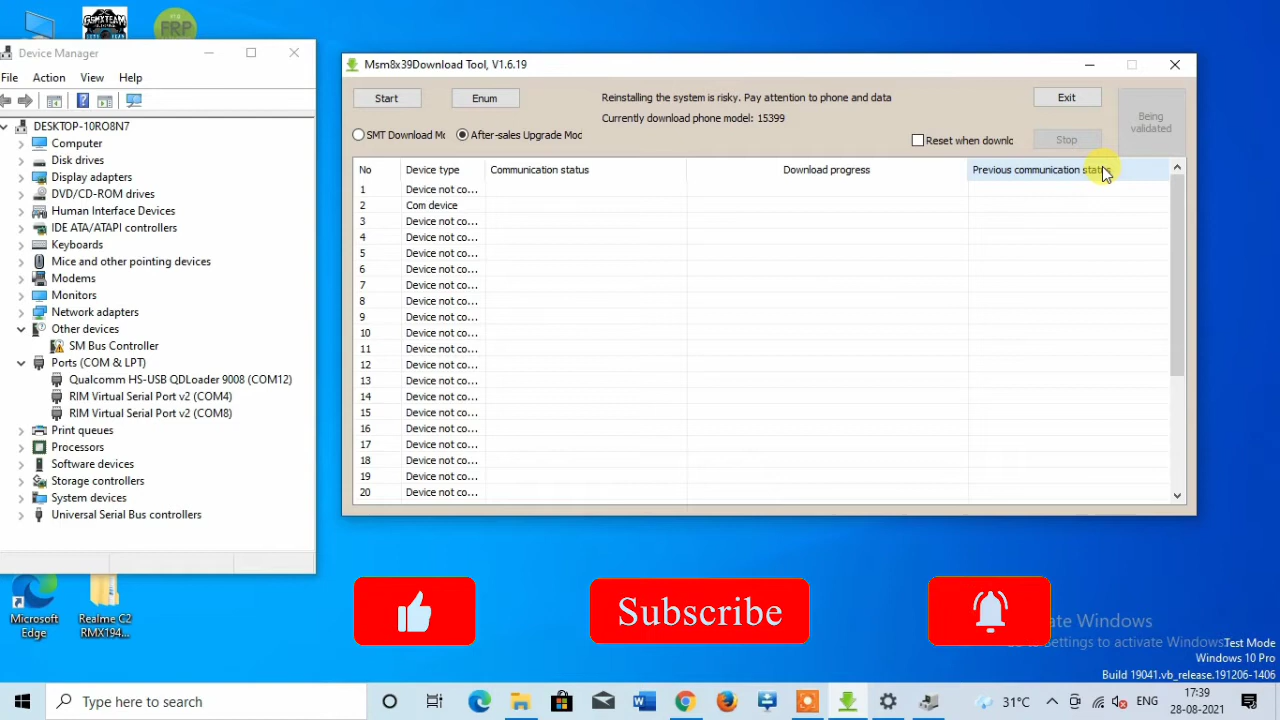 GSMXTEAM
FRP
Device Manager
File Action View Help
DESKTOP-10RO8N7
Computer
Disk drives
Display adapters
DVD/CD-ROM drives
Human Interface Devices
IDE ATA/ATAPI controllers
Keyboards
Mice and other pointing devices
Modems
Monitors
Network adapters
Other devices
SM Bus Controller
Ports (COM & LPT)
Qualcomm HS-USB QDLoader 9008 (COM12)
RIM Virtual Serial Port v2 (COM4)
RIM Virtual Serial Port v2 (COM8)
Print queues
Processors
Software devices
Storage controllers
System devices
Universal Serial Bus controllers
Msm8x39Download Tool, V1.6.19
Start Enum Reinstalling the system is risky. Pay attention to phone and data Exit Being validated
Currently download phone model: 15399
SMT Download Mc After-sales Upgrade Mod Reset when downlc Stop
No Device type Communication status Download progress Previous communication
1 Device not co...
2 Com device
3 Device not co...
4 Device not co...
5 Device not co...
6 Device not co...
7 Device not co...
8 Device not co...
9 Device not co...
10 Device not co...
11 Device not co...
12 Device not co...
13 Device not co...
14 Device not co...
15 Device not co...
16 Device not co...
17 Device not co...
18 Device not co...
19 Device not co...
20 Device not co...
Microsoft Edge
Realme C2 RMX194...
Subscribe
ate Windows
Settings to activate Windows.
Test Mode
Windows 10 Pro
Build 19041.vb_release.191206-1406
Type here to search
31°C ENG 17:39
28-08-2021